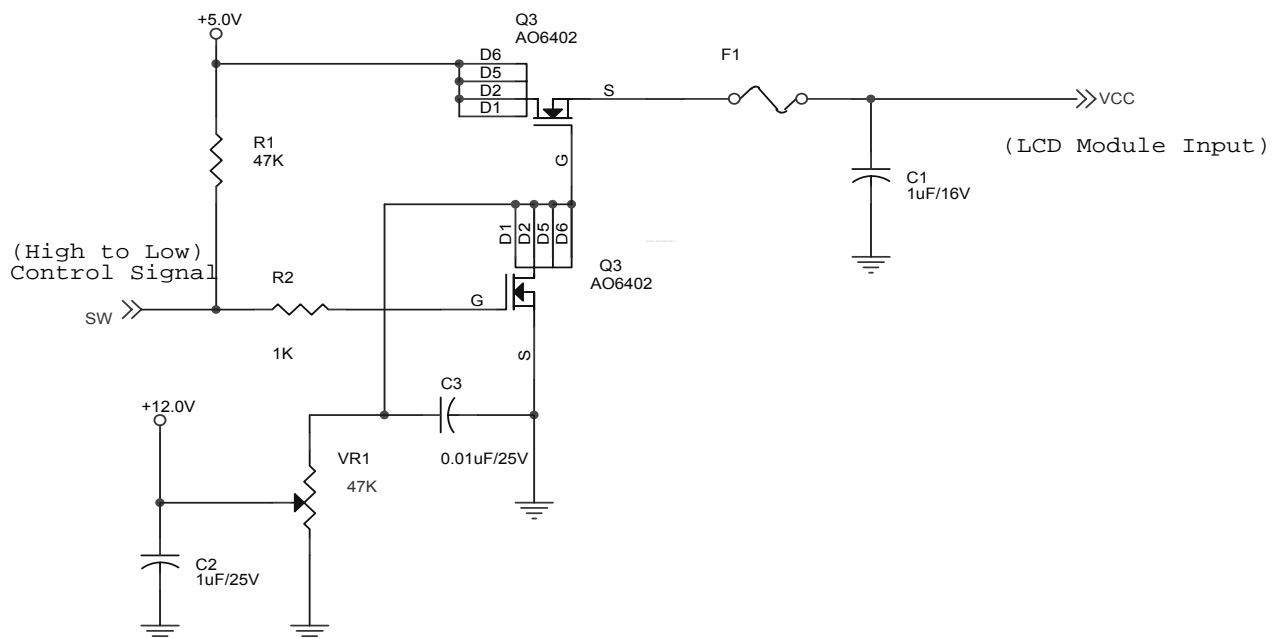 +5.0V
Q3
AO6402
F1
D6
D5
D2
D1
S
VCC
R1
47K
(LCD Module Input)
G
C1
1uF/16V
D1
D2
D5
D6
(High to Low)
Control Signal
Q3
AO6402
R2
G
SW
1K
S
C3
+12.0V
VR1
0.01uF/25V
47K
C2
1uF/25V